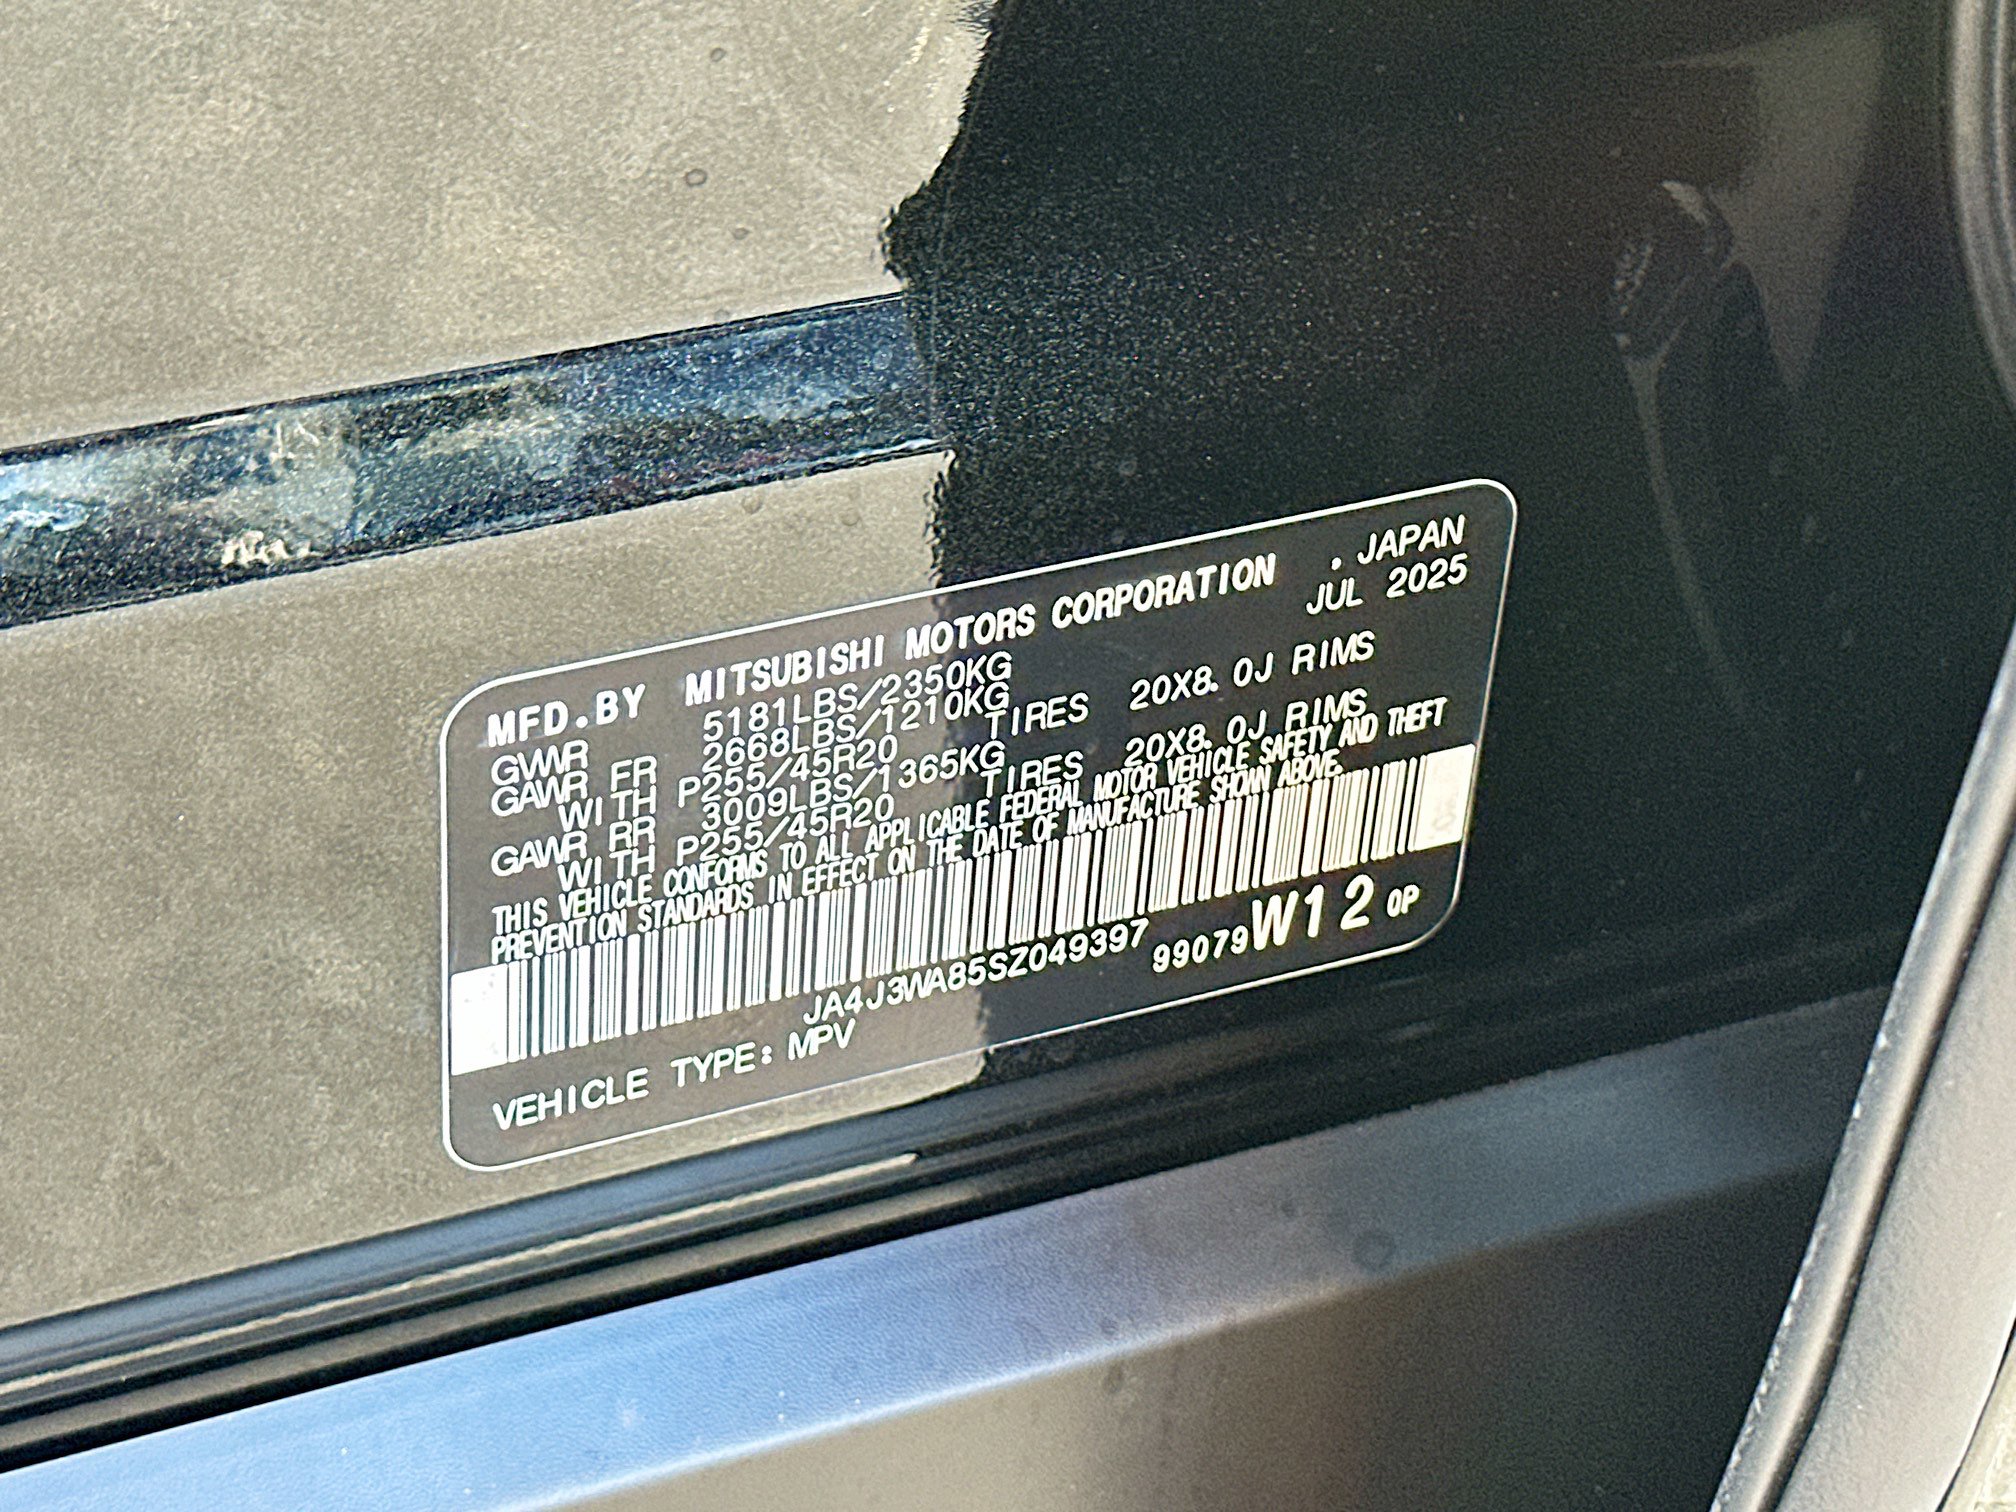 MFD.BY MITSUBISHI MOTORS CORPORATION . JAPAN
JUL 2025
GVWR 5181LBS/2350KG
GAWR FR 2668LBS/1210KG
WITH P255/45R20 TIRES 20X8.0J RIMS
GAWR RR 3009LBS/1365KG
WITH P255/45R20 TIRES 20X8.0J RIMS
THIS VEHICLE CONFORMS TO ALL APPLICABLE FEDERAL MOTOR VEHICLE SAFETY AND THEFT
PREVENTION STANDARDS IN EFFECT ON THE DATE OF MANUFACTURE SHOWN ABOVE.
JA4J3WA85SZ049397
99079W12 OP
VEHICLE TYPE: MPV